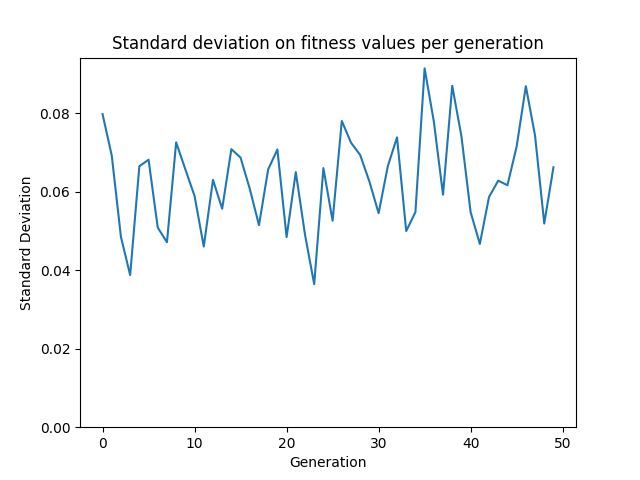 Standard deviation on fitness values per generation
Standard Deviation
0.08
0.06
0.04
0.02
0.00
0 10 20 30 40 50
Generation